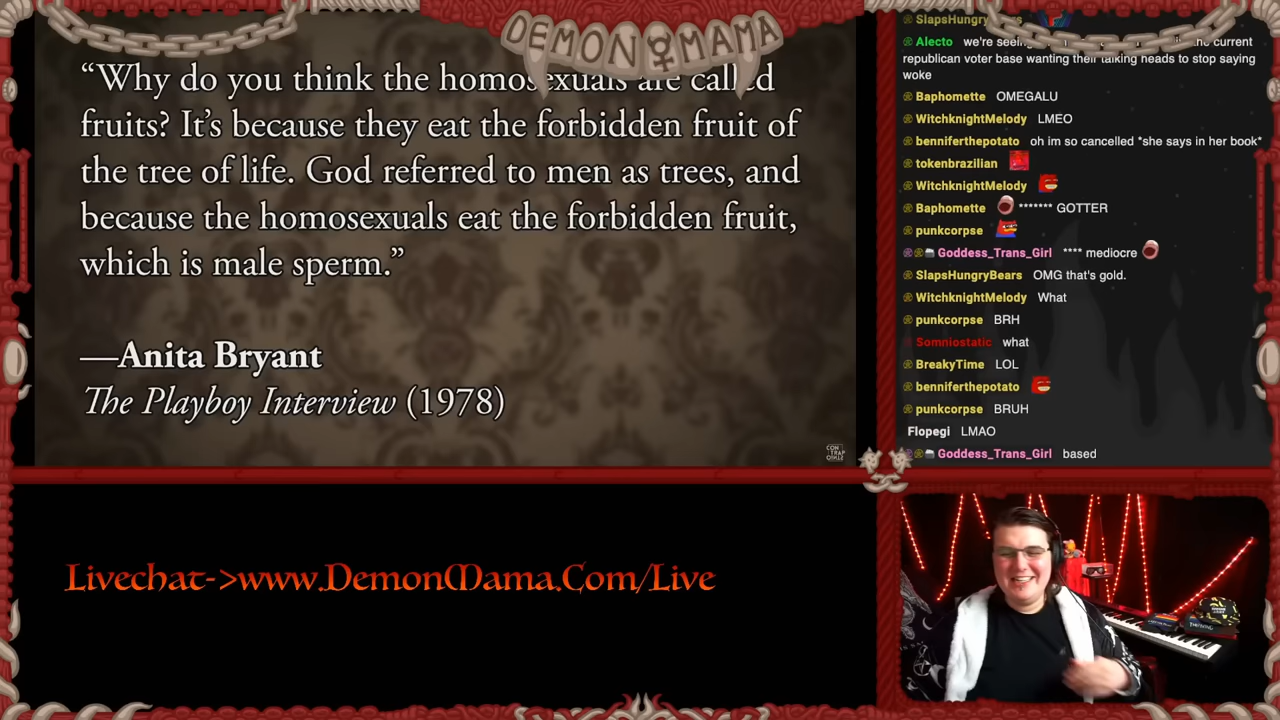 DEMON MAMA
“Why do you think the homosexuals are called
fruits? It’s because they eat the forbidden fruit of
the tree of life. God referred to men as trees, and
because the homosexuals eat the forbidden fruit,
which is male sperm.”
—Anita Bryant
The Playboy Interview (1978)
CON
TRAP
Livechat->www.DemonMama.Com/Live
SlapsHungry
Alecto we're the current
republican voter base wanting their talking heads to stop saying
woke
Baphomette OMEGALU
WitchknightMelody LMEO
benniferthepotato oh im so cancelled *she says in her book*
tokenbrazilian
WitchknightMelody
Baphomette ******* GOTTER
punkcorpse
Goddess_Trans_Girl **** mediocre
SlapsHungryBears OMG that's gold.
WitchknightMelody What
punkcorpse BRH
Somniostatic what
BreakyTime LOL
benniferthepotato
punkcorpse BRUH
Flopegi LMAO
Goddess_Trans_Girl based